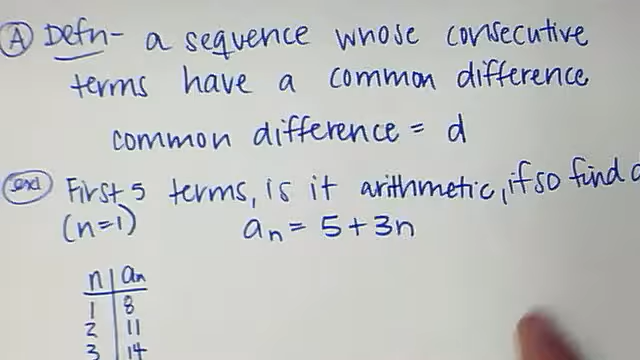 A Defn- a sequence whose consecutive
terms have a common difference
common difference = d
ex1 First 5 terms, is it arithmetic, if so find d
(n=1) aₙ = 5 + 3n
n aₙ
1 8
2 11
3 14